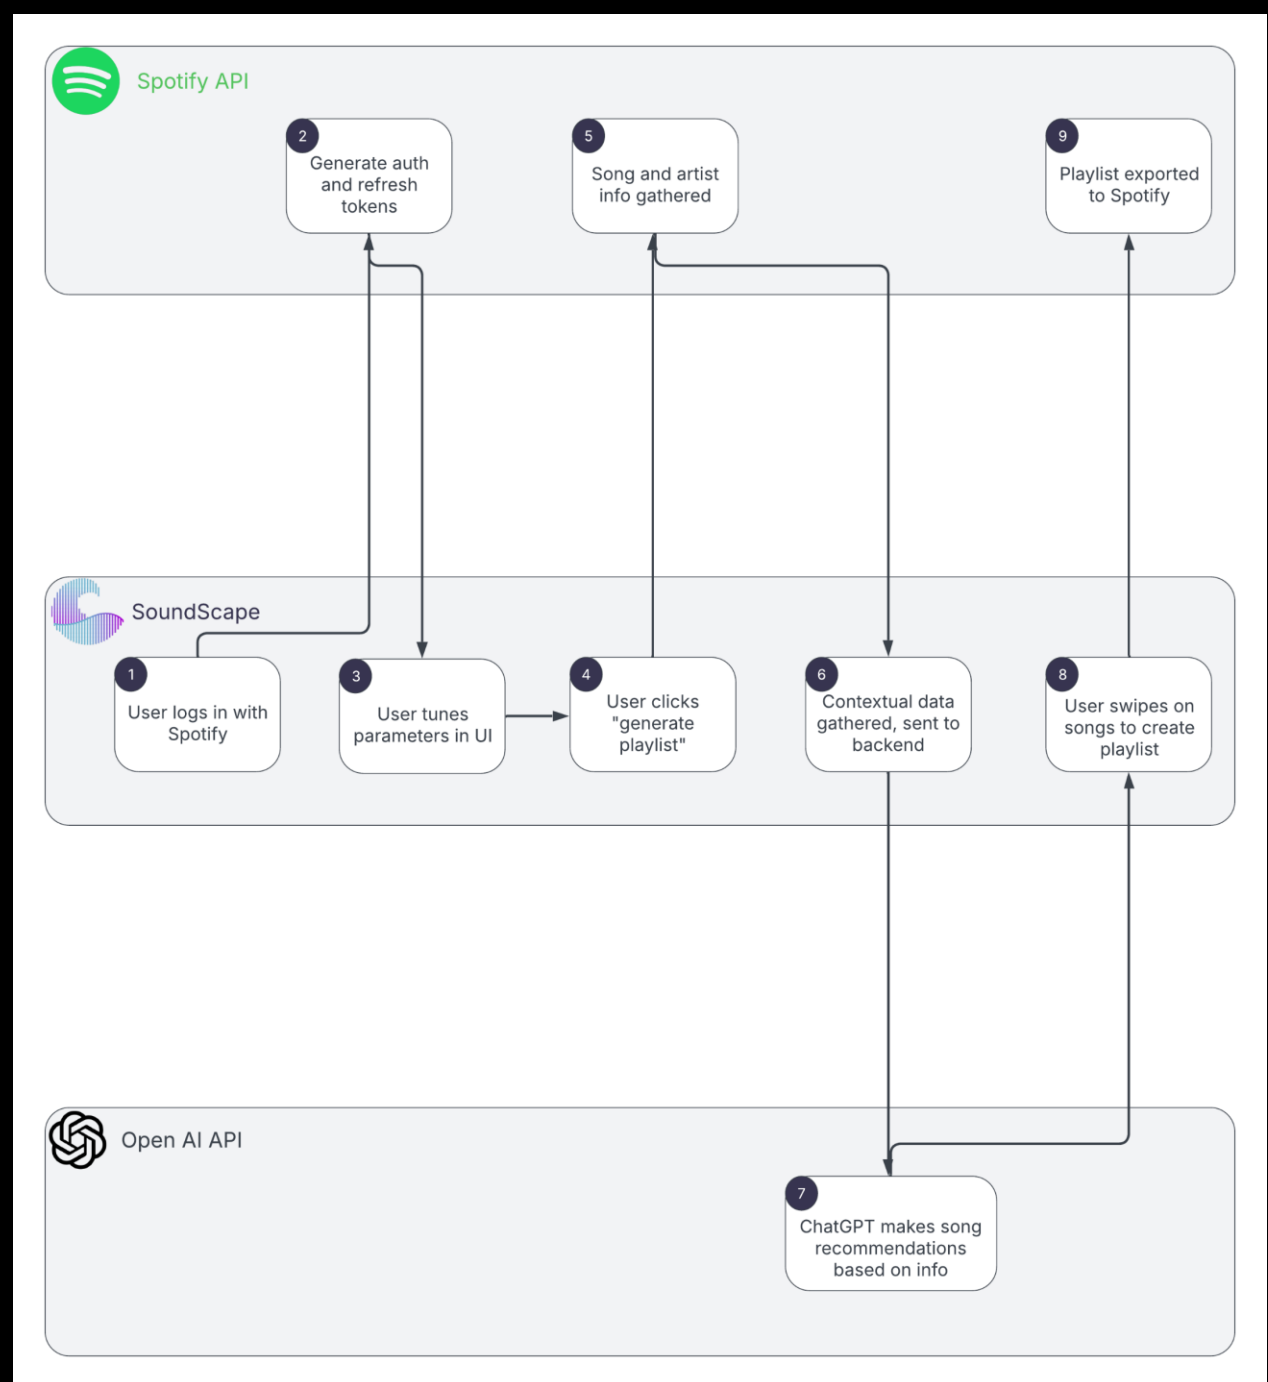 Spotify API
2
Generate auth
and refresh
tokens
5
Song and artist
info gathered
9
Playlist exported
to Spotify
SoundScape
1
User logs in with
Spotify
3
User tunes
parameters in UI
4
User clicks
"generate
playlist"
6
Contextual data
gathered, sent to
backend
8
User swipes on
songs to create
playlist
Open AI API
7
ChatGPT makes song
recommendations
based on info